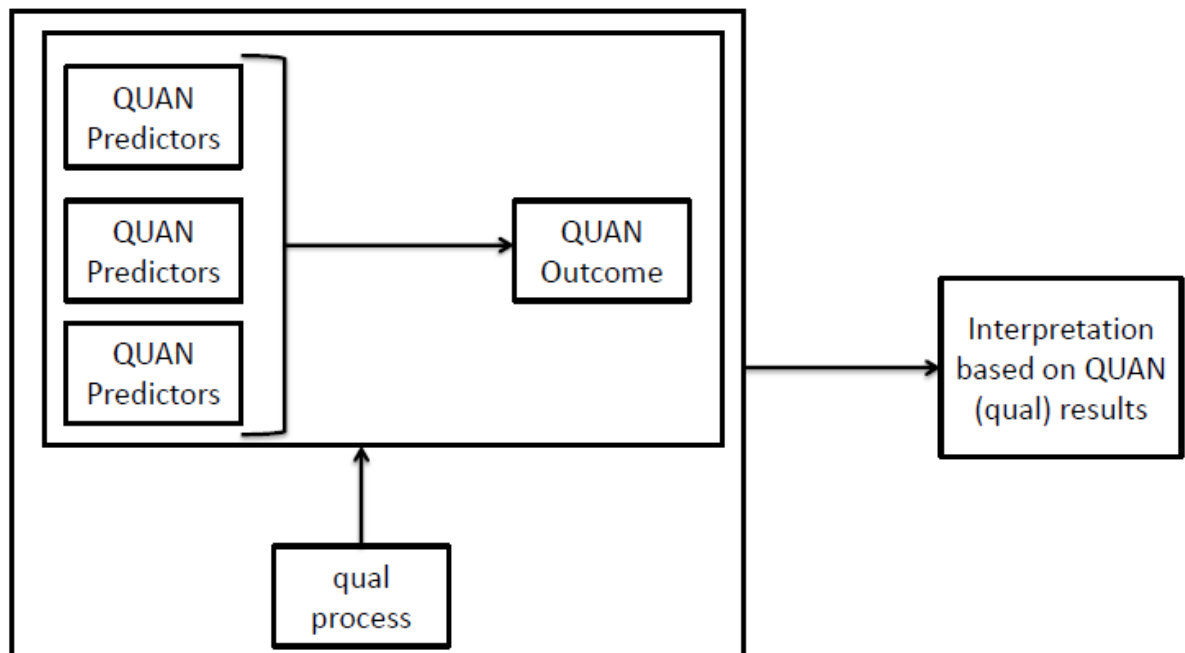 QUAN
Predictors
QUAN
Predictors
QUAN
Predictors
QUAN
Outcome
qual
process
Interpretation
based on QUAN
(qual) results